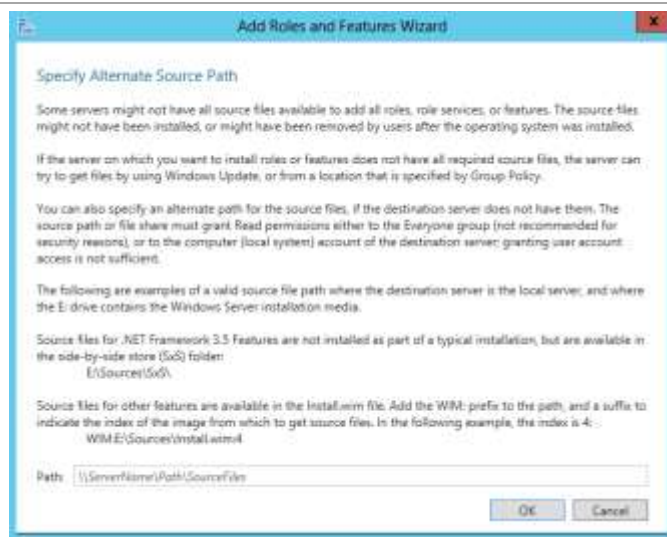 Add Roles and Features Wizard
Specify Alternate Source Path
Some servers might not have all source files available to add all roles, role services, or features. The source files
might not have been installed, or might have been removed by users after the operating system was installed.
If the server on which you want to install roles or features does not have all required source files, the server can
try to get files by using Windows Update, or from a location that is specified by Group Policy.
You can also specify an alternate path for the source files, if the destination server does not have them. The
source path or file share must grant Read permissions either to the Everyone group (not recommended for
security reasons), or to the computer (local system) account of the destination server; granting user account
access is not sufficient.
The following are examples of a valid source file path where the destination server is the local server, and where
the E: drive contains the Windows Server installation media.
Source files for .NET Framework 3.5 Features are not installed as part of a typical installation, but are available in
the side-by-side store (SxS) folder:
E:\Sources\SxS\
Source files for other features are available in the Install.wim file. Add the WIM: prefix to the path, and a suffix to
indicate the index of the image from which to get source files. In the following example, the index is 4:
WIM:E:\Sources\Install.wim:4
Path: \\ServerName\Path\SourceFiles
OK Cancel